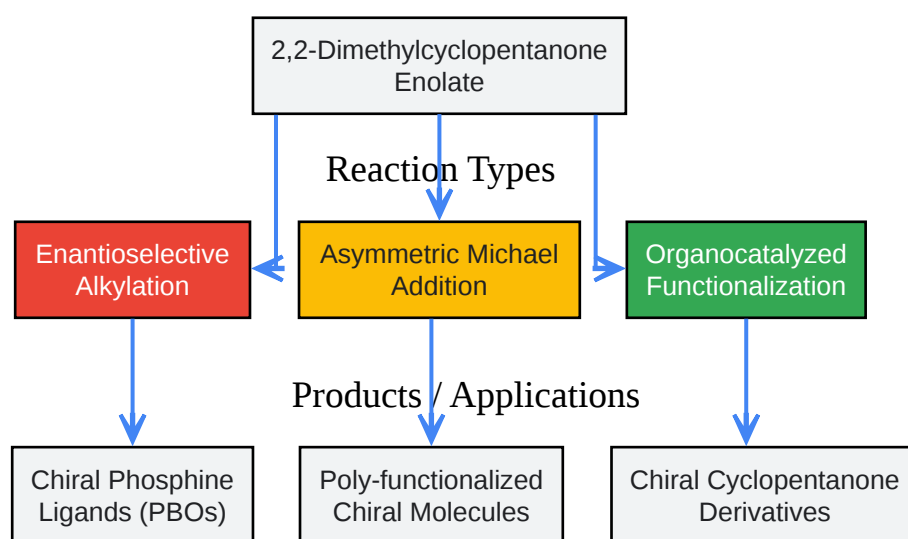 2,2-Dimethylcyclopentanone
Enolate
Reaction Types
Enantioselective
Alkylation
Asymmetric Michael
Addition
Organocatalyzed
Functionalization
Products / Applications
Chiral Phosphine
Ligands (PBOs)
Poly-functionalized
Chiral Molecules
Chiral Cyclopentanone
Derivatives